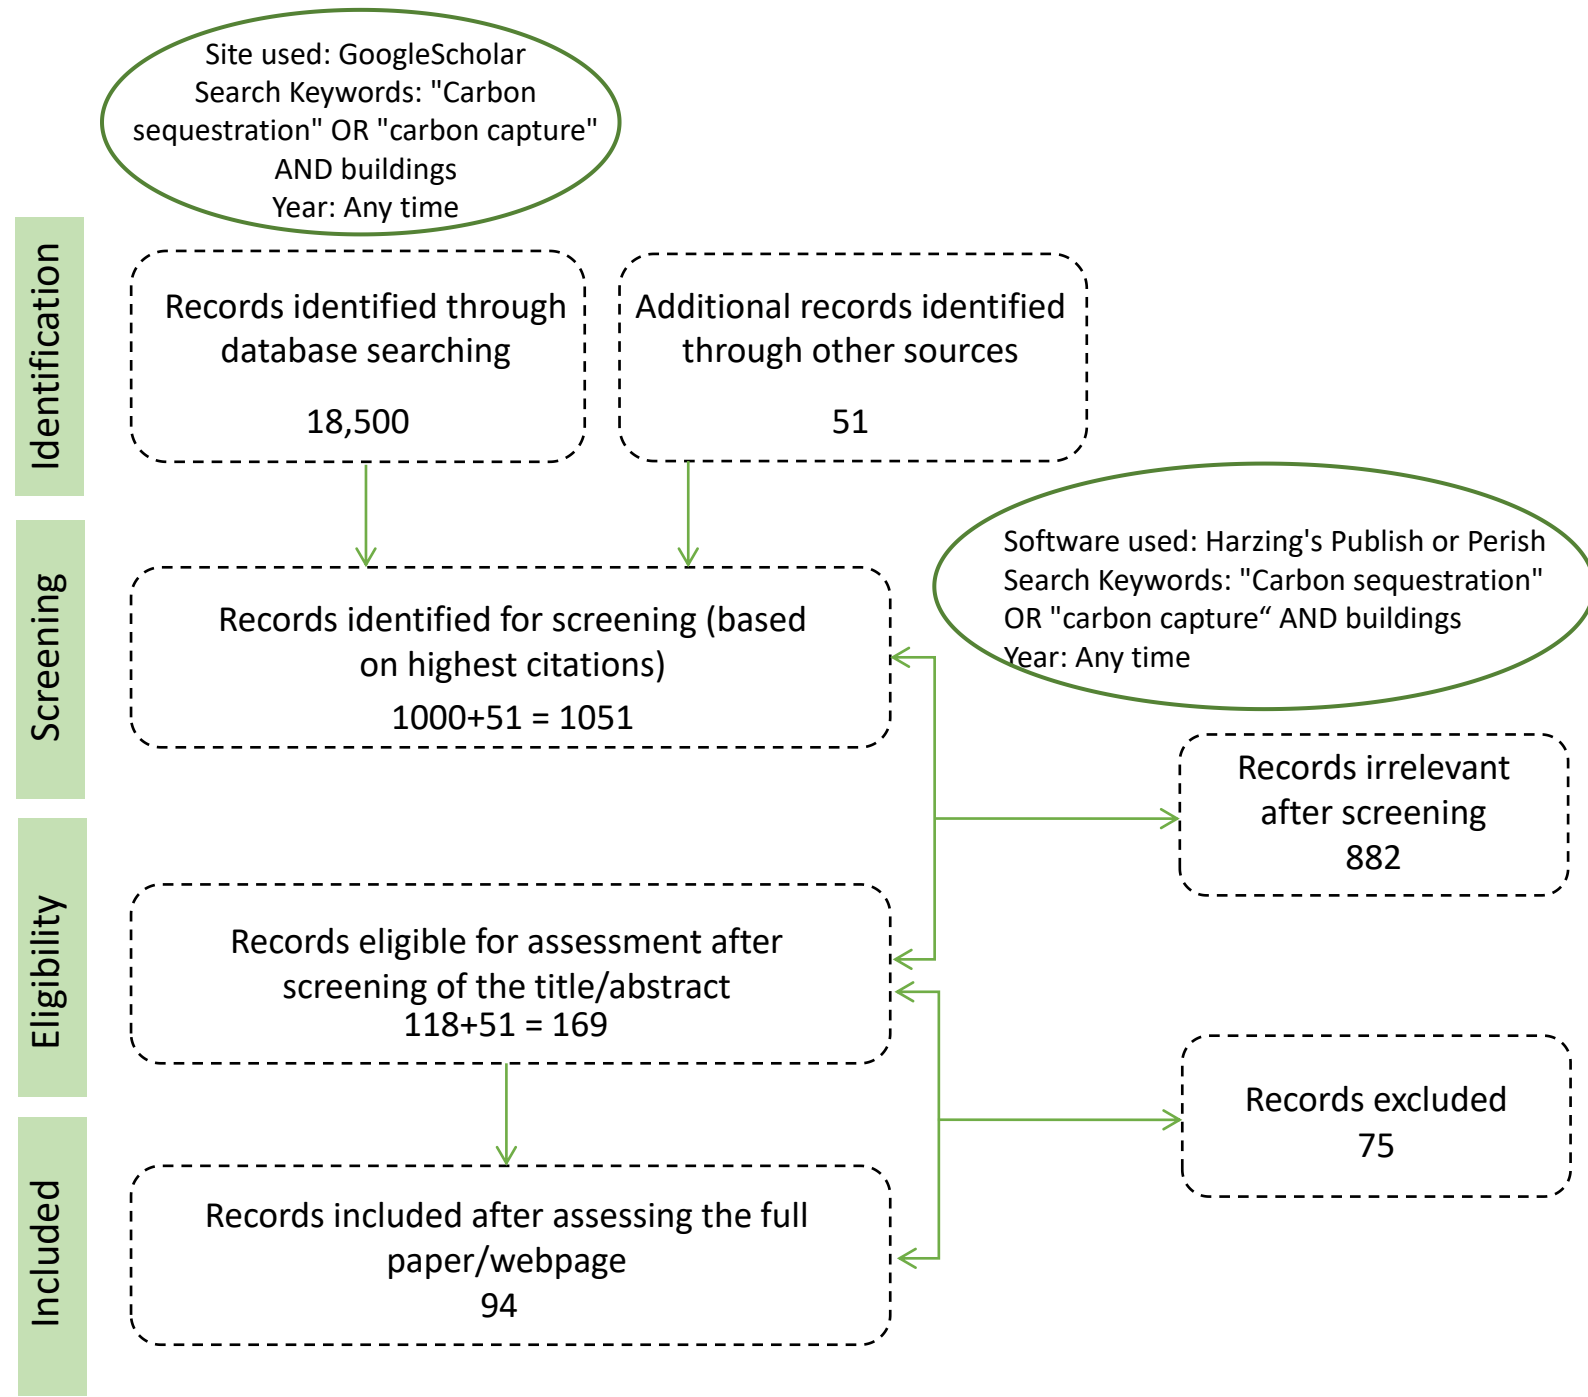 Site used: GoogleScholar
Search Keywords: "Carbon
sequestration" OR "carbon capture"
AND buildings
Year: Any time
Identification
Records identified through
database searching
18,500
Additional records identified
through other sources
51
Software used: Harzing's Publish or Perish
Search Keywords: "Carbon sequestration"
OR "carbon capture“ AND buildings
Year: Any time
Screening
Records identified for screening (based
on highest citations)
1000+51 = 1051
Records irrelevant
after screening
882
Eligibility
Records eligible for assessment after
screening of the title/abstract
118+51 = 169
Records excluded
75
Included
Records included after assessing the full
paper/webpage
94